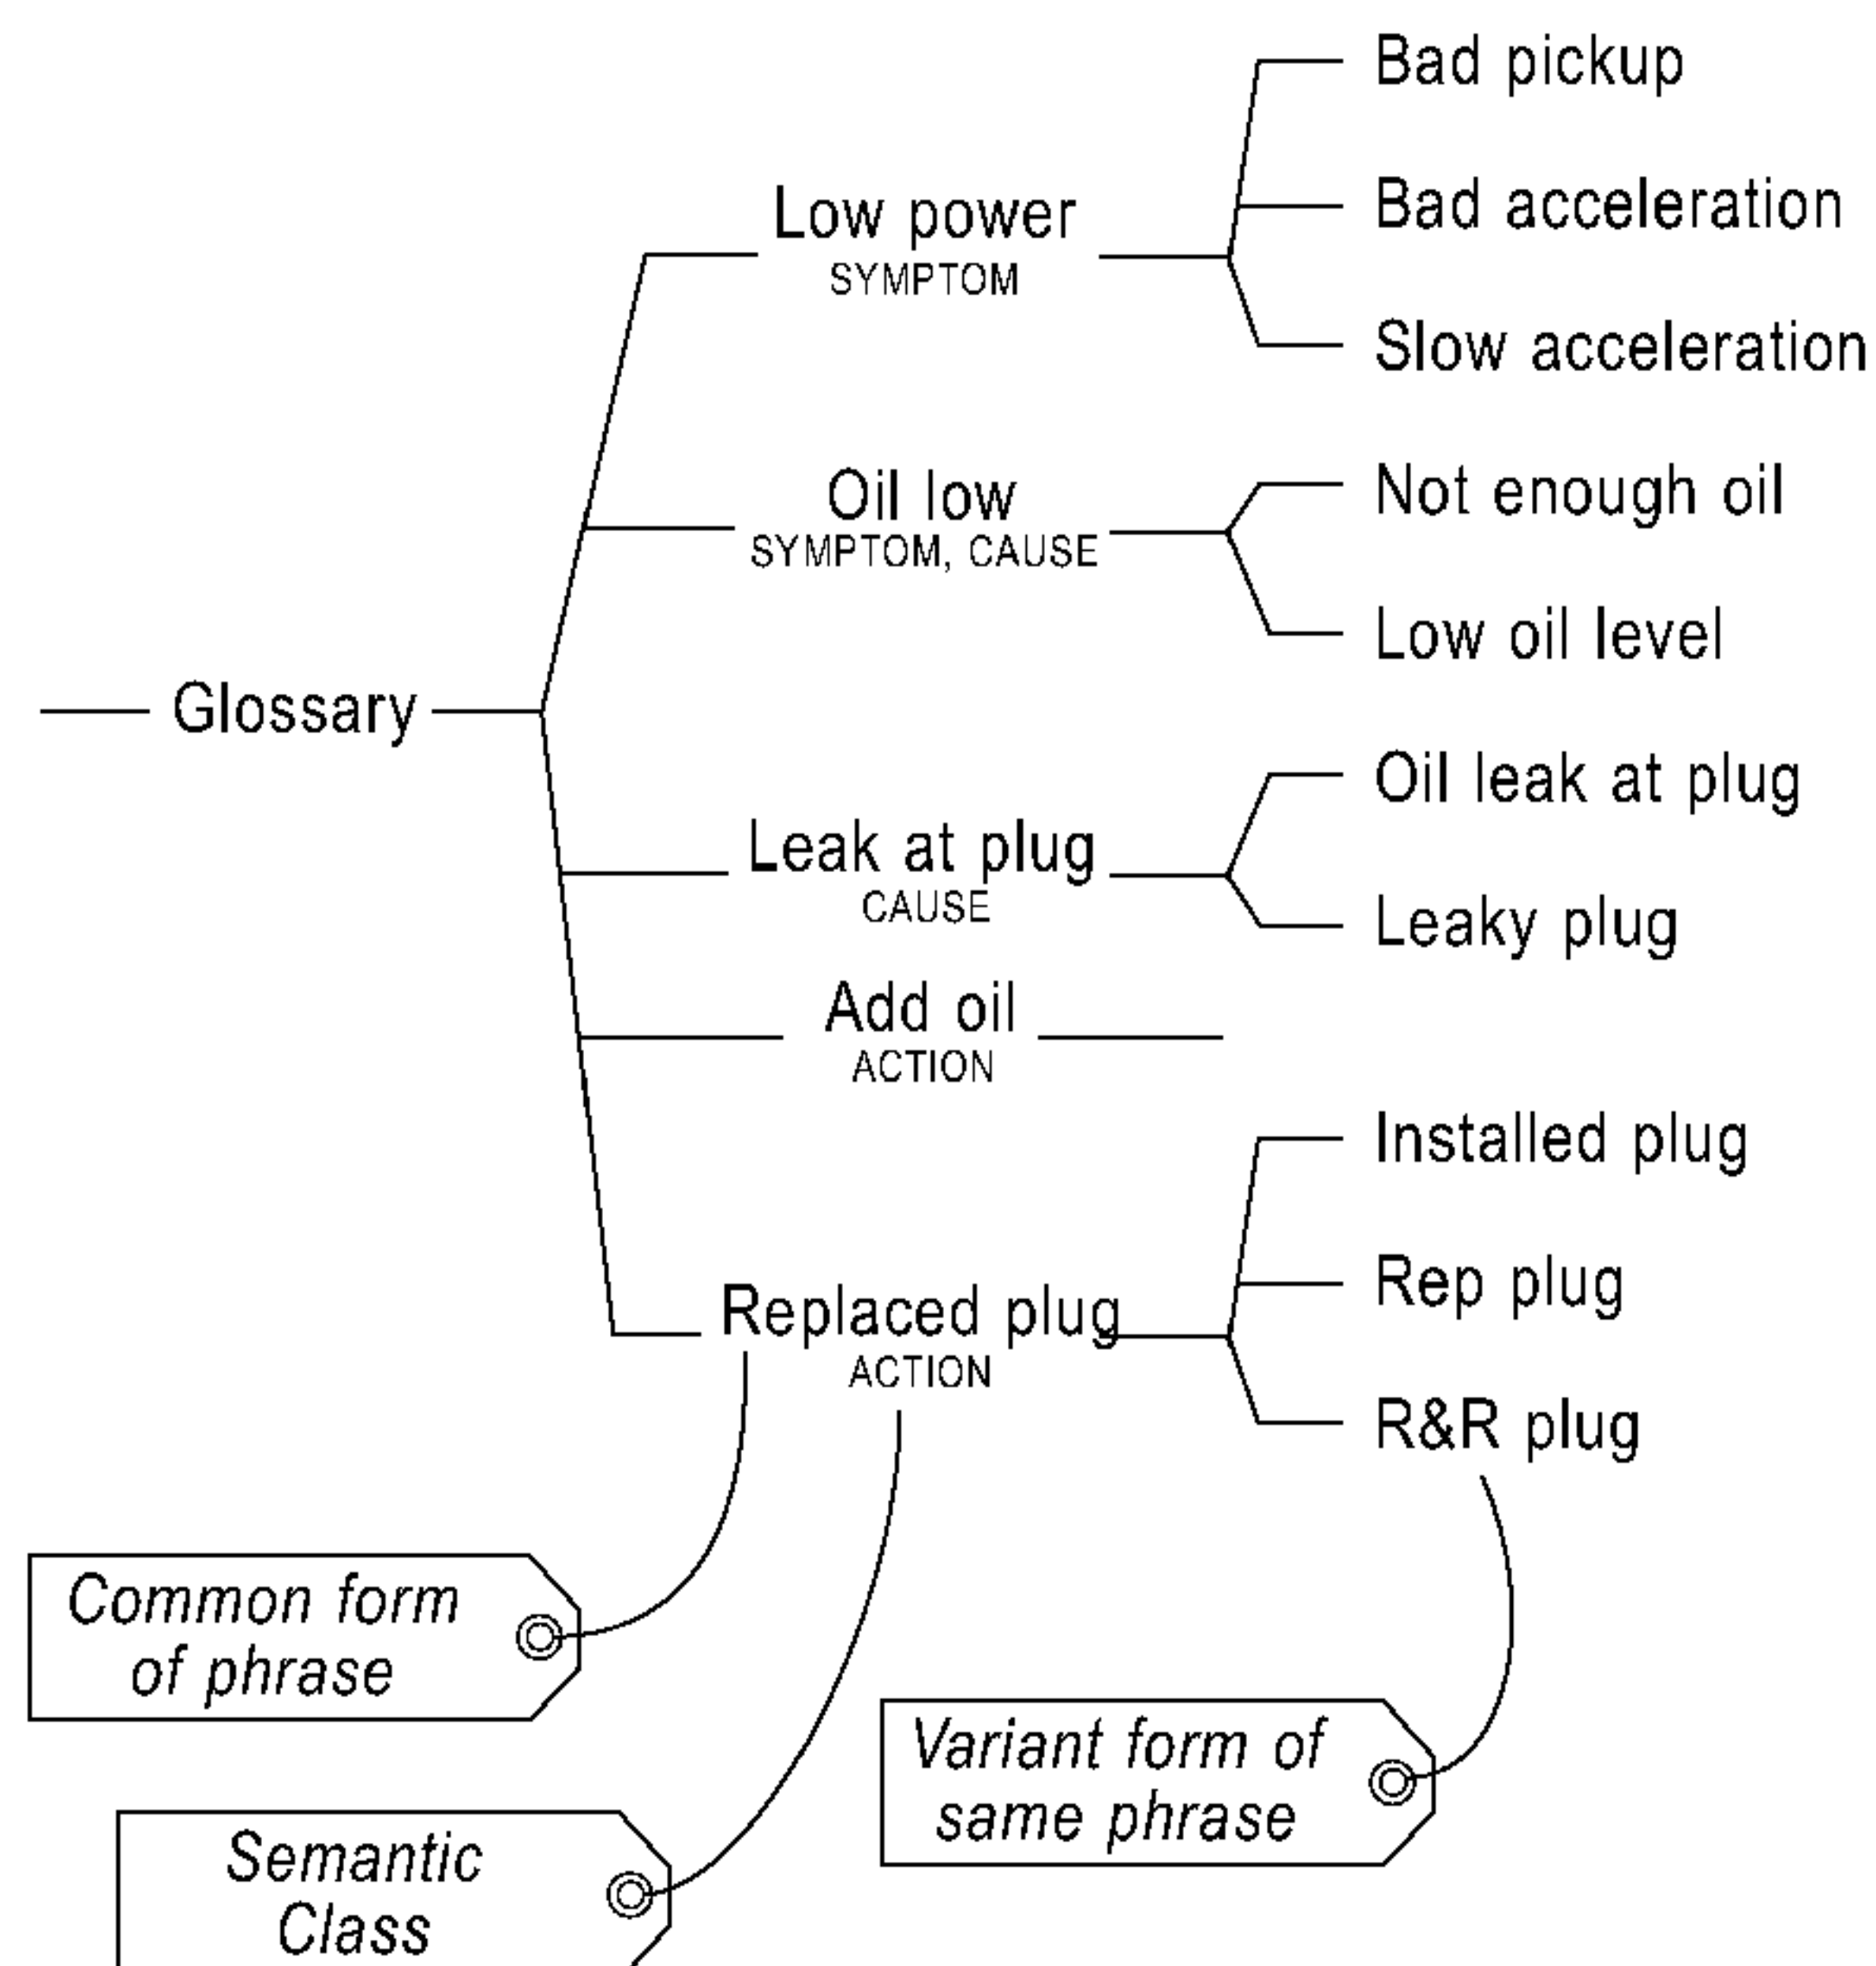 Bad pickup
Bad acceleration
Low power
SYMPTOM
Slow acceleration
Oil low
SYMPTOM, CAUSE
Not enough oil
Low oil level
Glossary
Oil leak at plug
Leak at plug
CAUSE
Leaky plug
Add oil
ACTION
Installed plug
Rep plug
Replaced plug
ACTION
R&R plug
Common form
of phrase
Variant form of
same phrase
Semantic
Class